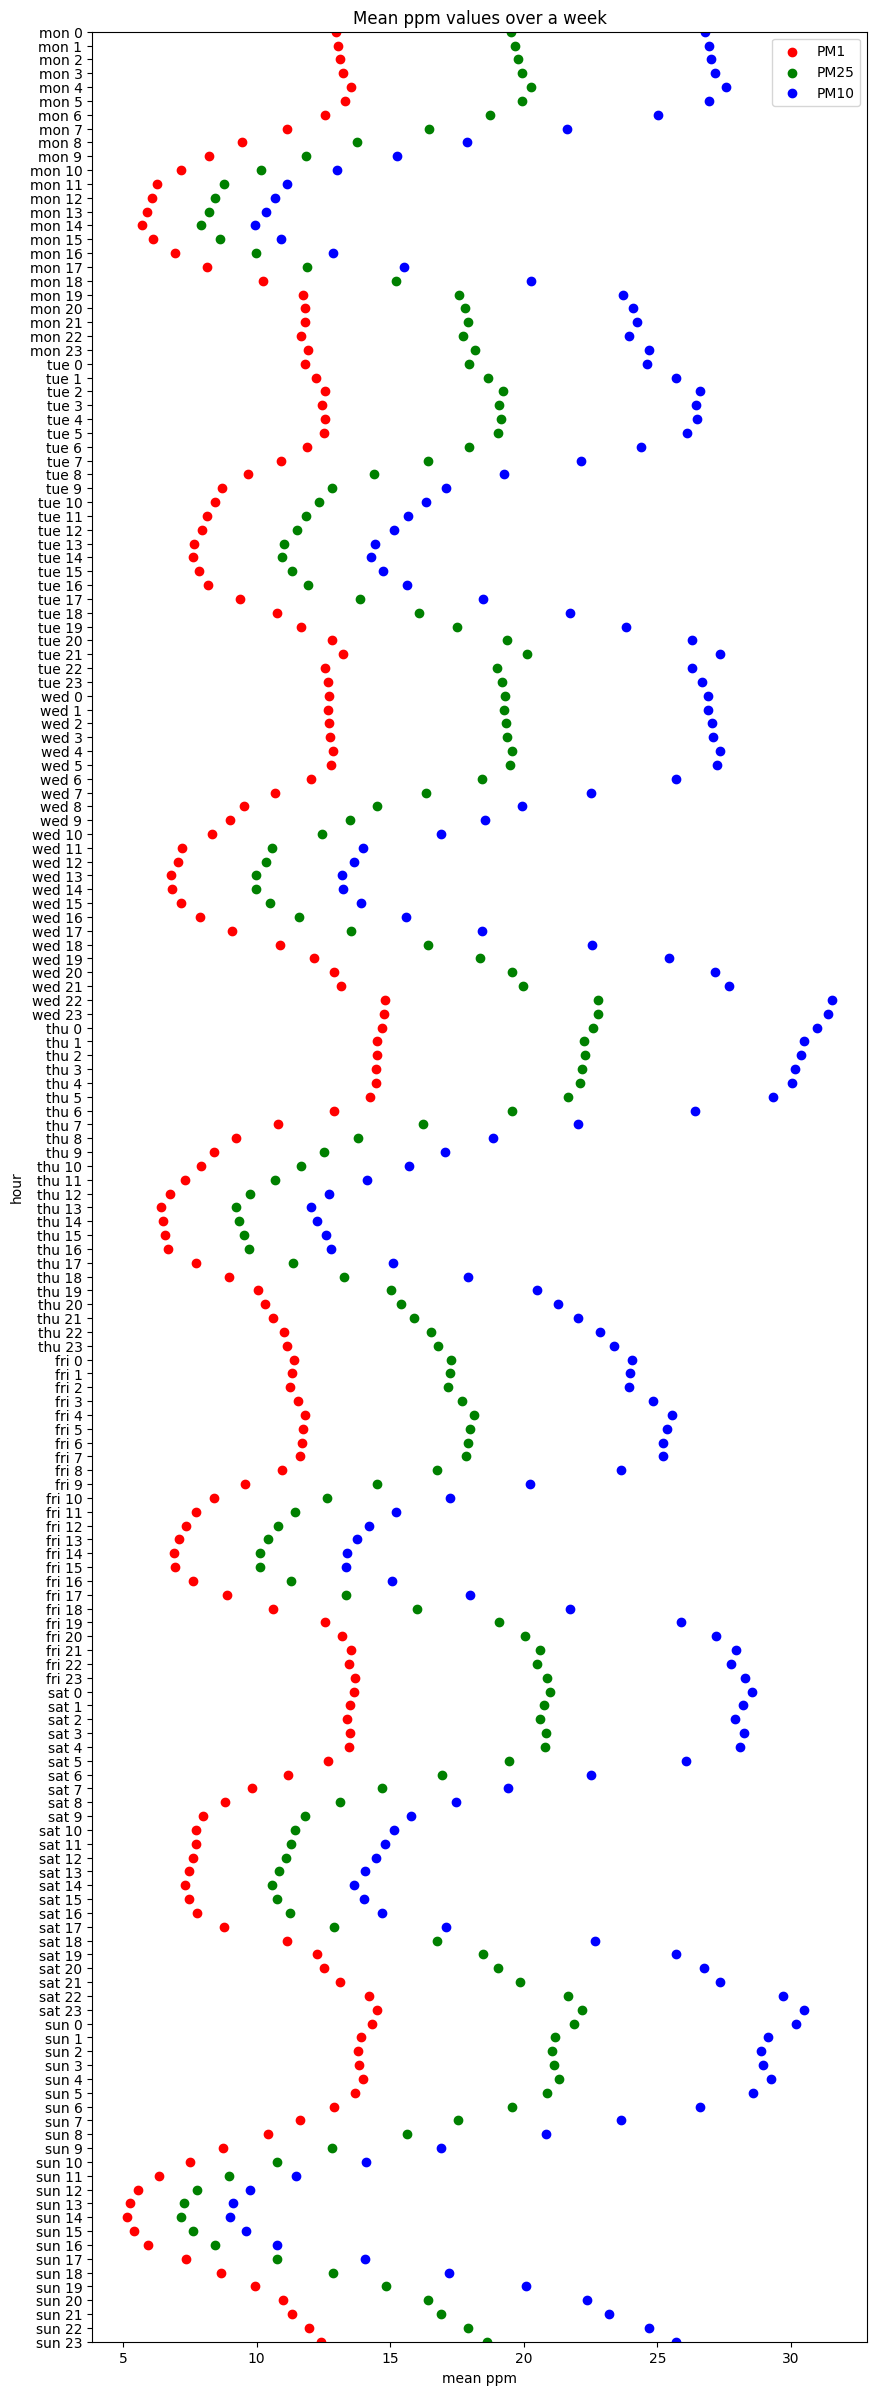 Mean ppm values over a week
PM1
PM25
PM10
mon 0
mon 1
mon 2
mon 3
mon 4
mon 5
mon 6
mon 7
mon 8
mon 9
mon 10
mon 11
mon 12
mon 13
mon 14
mon 15
mon 16
mon 17
mon 18
mon 19
mon 20
mon 21
mon 22
mon 23
tue 0
tue 1
tue 2
tue 3
tue 4
tue 5
tue 6
tue 7
tue 8
tue 9
tue 10
tue 11
tue 12
tue 13
tue 14
tue 15
tue 16
tue 17
tue 18
tue 19
tue 20
tue 21
tue 22
tue 23
wed 0
wed 1
wed 2
wed 3
wed 4
wed 5
wed 6
wed 7
wed 8
wed 9
wed 10
wed 11
wed 12
wed 13
wed 14
wed 15
wed 16
wed 17
wed 18
wed 19
wed 20
wed 21
wed 22
wed 23
thu 0
thu 1
thu 2
thu 3
thu 4
thu 5
thu 6
thu 7
thu 8
thu 9
thu 10
thu 11
thu 12
thu 13
thu 14
thu 15
thu 16
thu 17
thu 18
thu 19
thu 20
thu 21
thu 22
thu 23
fri 0
fri 1
fri 2
fri 3
fri 4
fri 5
fri 6
fri 7
fri 8
fri 9
fri 10
fri 11
fri 12
fri 13
fri 14
fri 15
fri 16
fri 17
fri 18
fri 19
fri 20
fri 21
fri 22
fri 23
sat 0
sat 1
sat 2
sat 3
sat 4
sat 5
sat 6
sat 7
sat 8
sat 9
sat 10
sat 11
sat 12
sat 13
sat 14
sat 15
sat 16
sat 17
sat 18
sat 19
sat 20
sat 21
sat 22
sat 23
sun 0
sun 1
sun 2
sun 3
sun 4
sun 5
sun 6
sun 7
sun 8
sun 9
sun 10
sun 11
sun 12
sun 13
sun 14
sun 15
sun 16
sun 17
sun 18
sun 19
sun 20
sun 21
sun 22
sun 23
hour
5 10 15 20 25 30
mean ppm